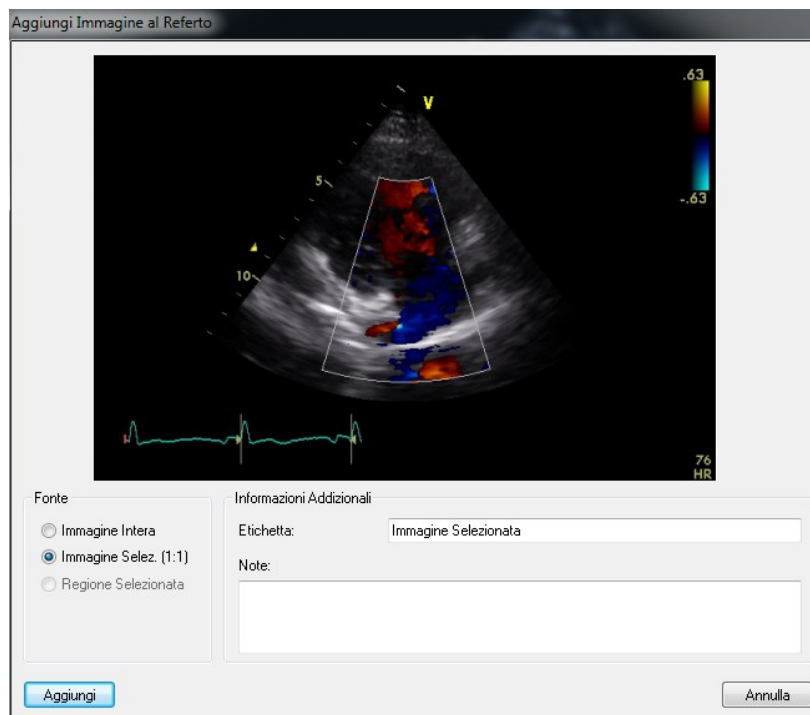 Aggiungi Immagine al Referto
V
.63
-.63
5
10
76
HR
Fonte
Immagine Intera
Immagine Selez. (1:1)
Regione Selezionata
Informazioni Addizionali
Etichetta:
Immagine Selezionata
Note:
Aggiungi
Annulla